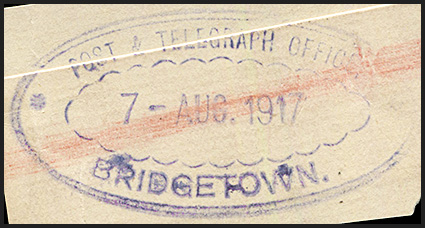 POST & TELEGRAPH OFFICE
7 - AUG. 1917
BRIDGETOWN.